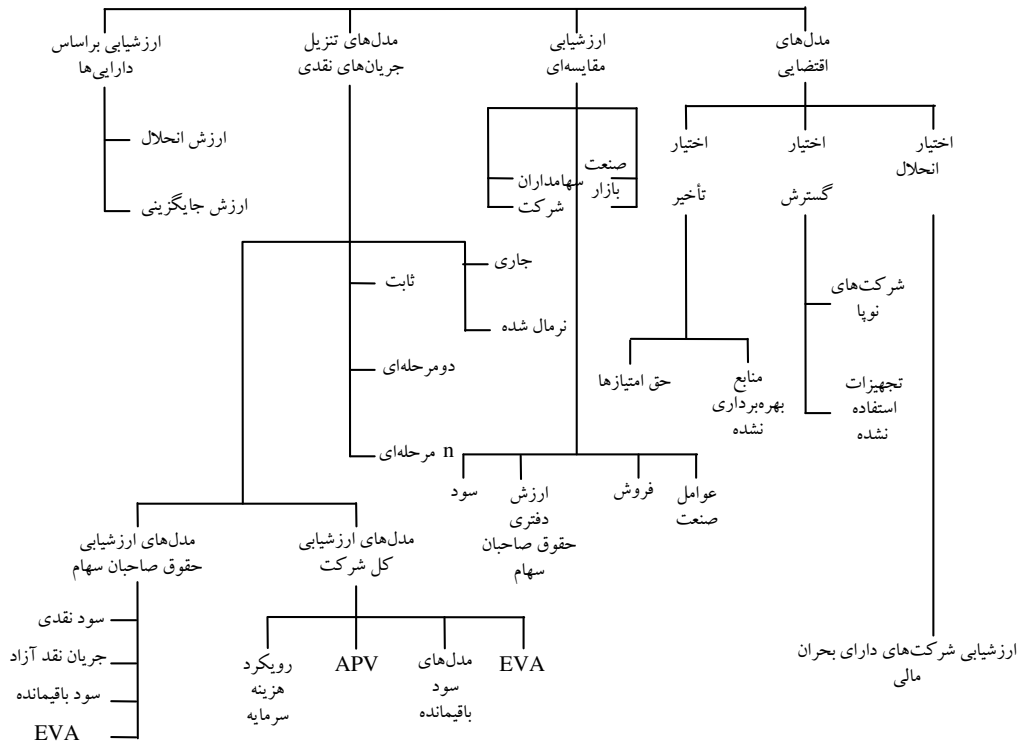 مدل‌های
اقتضایی
ارزشیابی
مقایسه‌ای
مدل‌های تنزیل
جریان‌های نقدی
ارزشیابی براساس
دارایی‌ها
اختیار
انحلال
اختیار
گسترش
اختیار
تأخیر
صنعت
بازار
سهامداران
شرکت
ارزش انحلال
ارزش جایگزینی
جاری
نرمال شده
ثابت
دومرحله‌ای
n مرحله‌ای
شرکت‌های
نوپا
تجهیزات
استفاده
نشده
منابع
بهره‌برداری
نشده
حق امتیازها
عوامل
صنعت
فروش
ارزش
دفتری
حقوق صاحبان
سهام
سود
مدل‌های ارزشیابی
کل شرکت
مدل‌های ارزشیابی
حقوق صاحبان سهام
EVA
مدل‌های
سود
باقیمانده
APV
رویکرد
هزینه
سرمایه
سود نقدی
جریان نقد آزاد
سود باقیمانده
EVA
ارزشیابی شرکت‌های دارای بحران
مالی